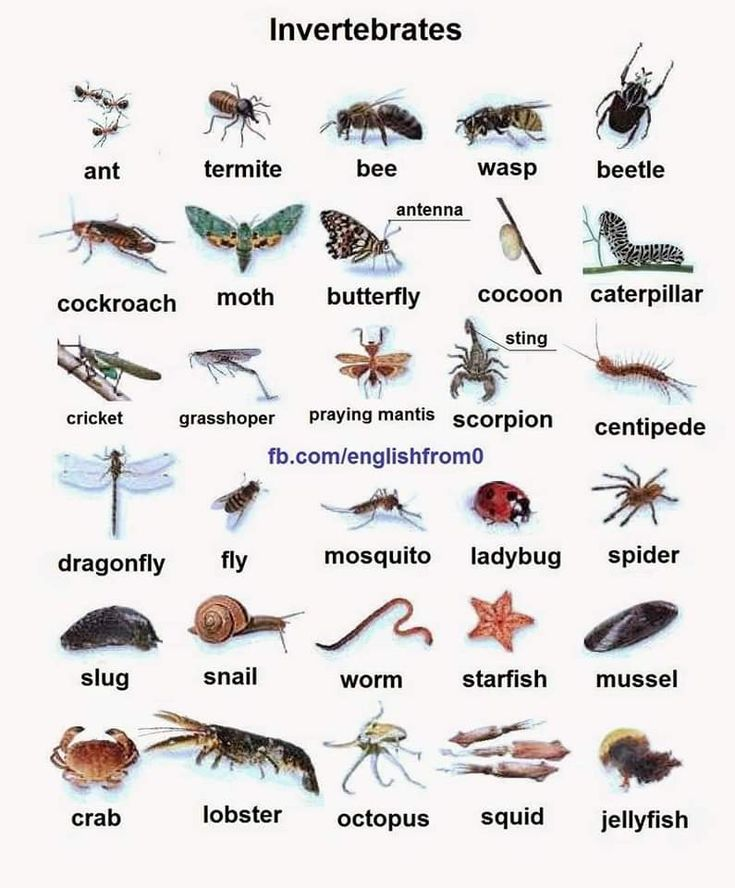 Invertebrates
ant termite bee wasp beetle
antenna
cockroach moth butterfly cocoon caterpillar
sting
cricket grasshoper praying mantis scorpion centipede
fb.com/englishfrom0
dragonfly fly mosquito ladybug spider
slug snail worm starfish mussel
crab lobster octopus squid jellyfish